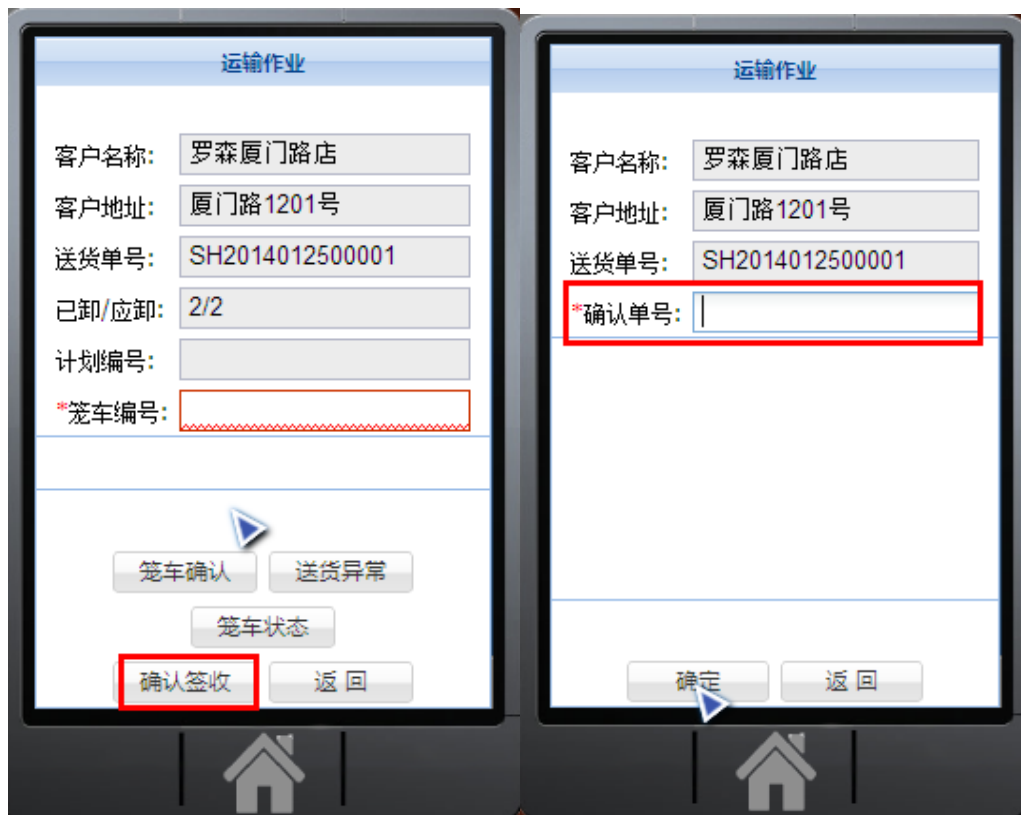 运输作业
客户名称: 罗森厦门路店
客户地址: 厦门路1201号
送货单号: SH2014012500001
已卸/应卸: 2/2
计划编号:
*笼车编号:
笼车确认 送货异常
笼车状态
确认签收 返 回
运输作业
客户名称: 罗森厦门路店
客户地址: 厦门路1201号
送货单号: SH2014012500001
*确认单号:
确定 返 回